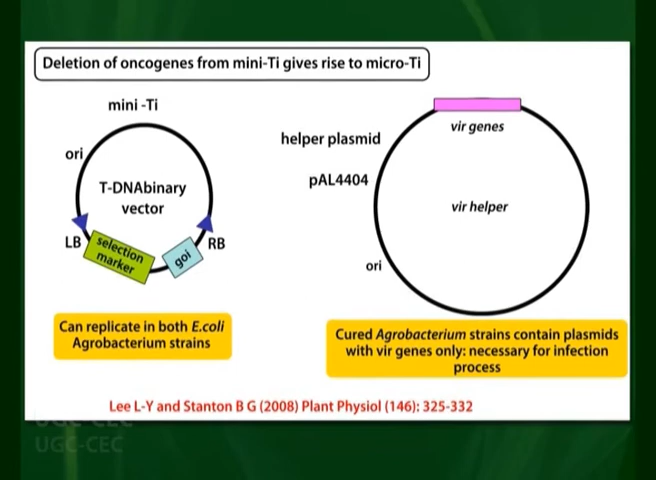 Deletion of oncogenes from mini-Ti gives rise to micro-Ti
mini -Ti
ori
T-DNAbinary
vector
LB
selection
marker
goi
RB
Can replicate in both E.coli
Agrobacterium strains
helper plasmid
pAL4404
ori
vir genes
vir helper
Cured Agrobacterium strains contain plasmids
with vir genes only: necessary for infection
process
Lee L-Y and Stanton B G (2008) Plant Physiol (146): 325-332
UGC-CEC
UGC-CEC